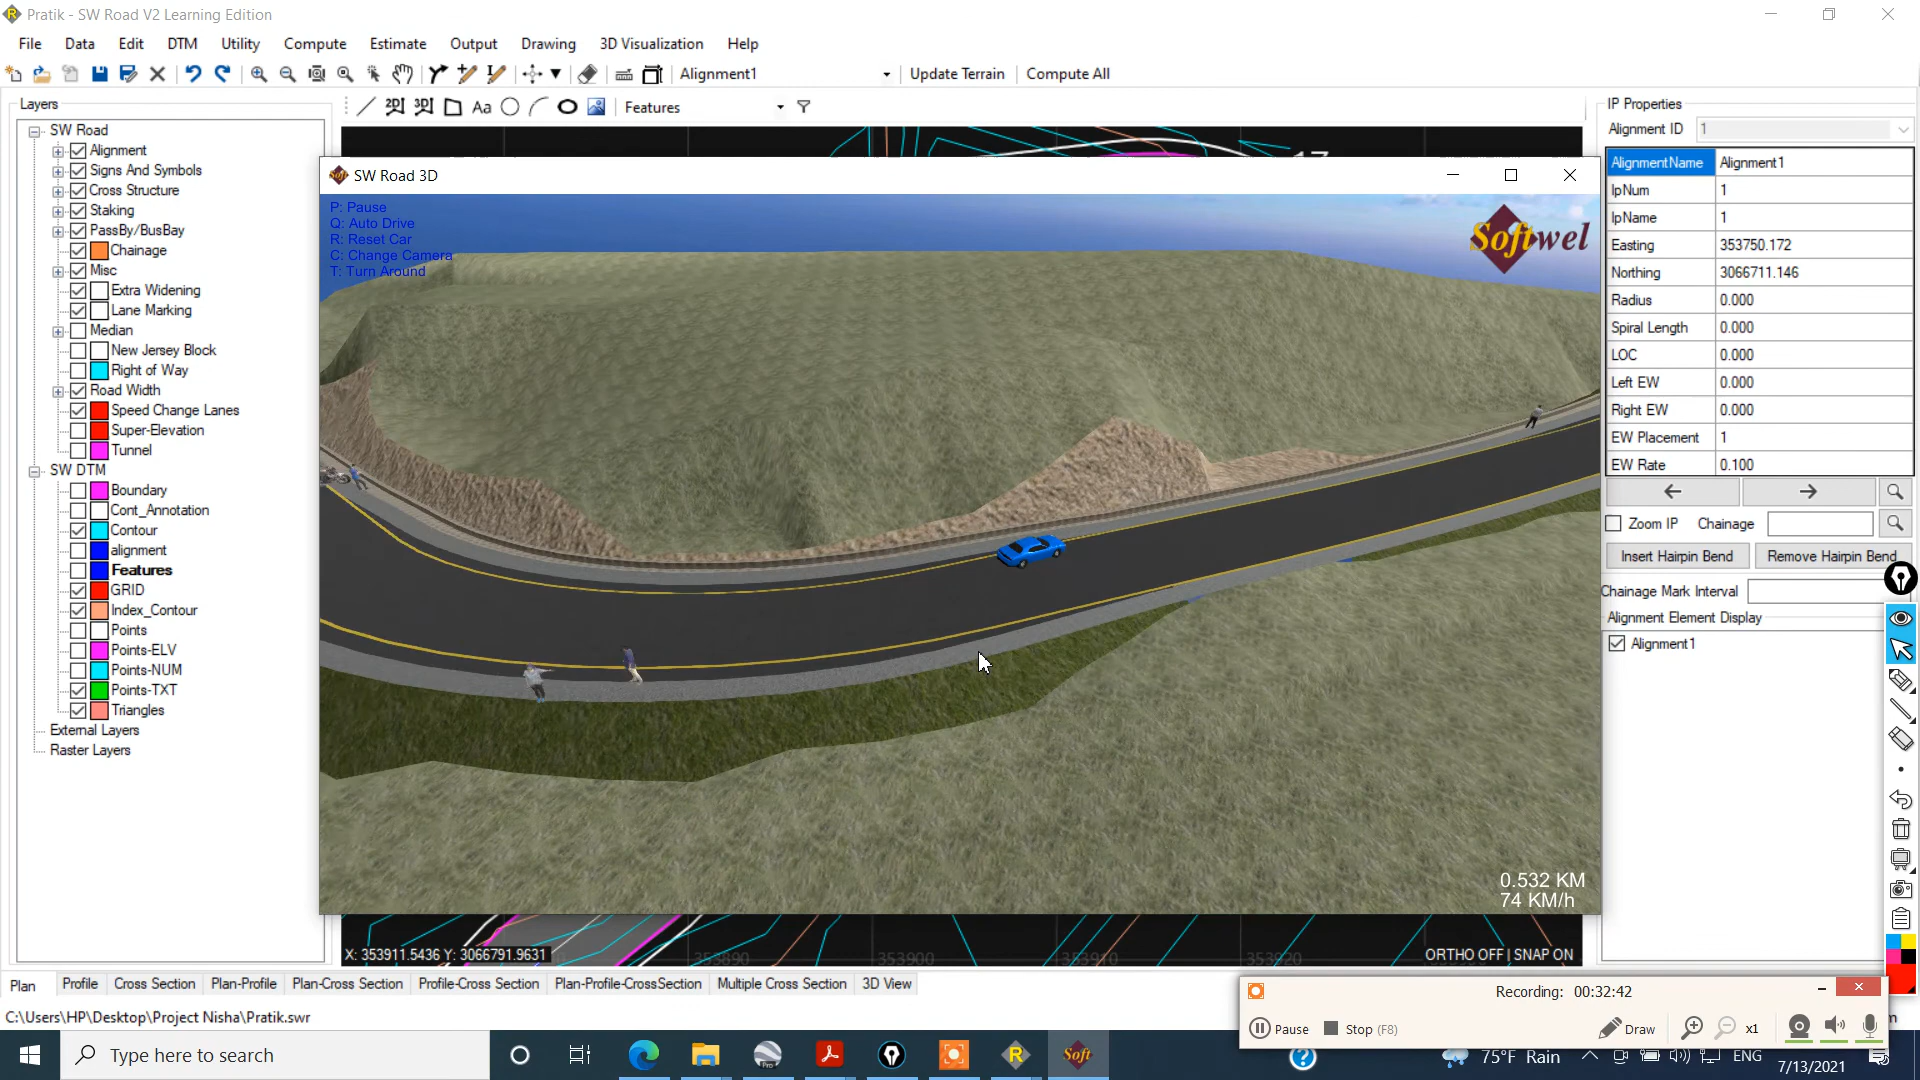 Pratik - SW Road V2 Learning Edition
File Data Edit DTM Utility Compute Estimate Output Drawing 3D Visualization Help
Alignment1 Update Terrain Compute All
Layers
Aa Features
SW Road
Alignment
Signs And Symbols
Cross Structure
Staking
PassBy/BusBay
Chainage
Misc
Extra Widening
Lane Marking
Median
New Jersey Block
Right of Way
Road Width
Speed Change Lanes
Super-Elevation
Tunnel
SW DTM
Boundary
Cont_Annotation
Contour
alignment
Features
GRID
Index_Contour
Points
Points-ELV
Points-NUM
Points-TXT
Triangles
External Layers
Raster Layers
17
SW Road 3D
P: Pause
Q: Auto Drive
R: Reset Car
C: Change Camera
T: Turn Around
Softwel
0.532 KM
74 KM/h
X: 353911.5436 Y: 3066791.9631
353890 353900 353910 353920
ORTHO OFF | SNAP ON
IP Properties
Alignment ID 1
AlignmentName Alignment1
IpNum 1
IpName 1
Easting 353750.172
Northing 3066711.146
Radius 0.000
Spiral Length 0.000
LOC 0.000
Left EW 0.000
Right EW 0.000
EW Placement 1
EW Rate 0.100
Zoom IP Chainage
Insert Hairpin Bend Remove Hairpin Bend
Chainage Mark Interval
Alignment Element Display
Alignment1
Plan Profile Cross Section Plan-Profile Plan-Cross Section Profile-Cross Section Plan-Profile-CrossSection Multiple Cross Section 3D View
C:\Users\HP\Desktop\Project Nisha\Pratik.swr
Recording: 00:32:42
Pause Stop (F8) Draw x1
Type here to search
Pro
R
Soft
75°F Rain
ENG
7/13/2021